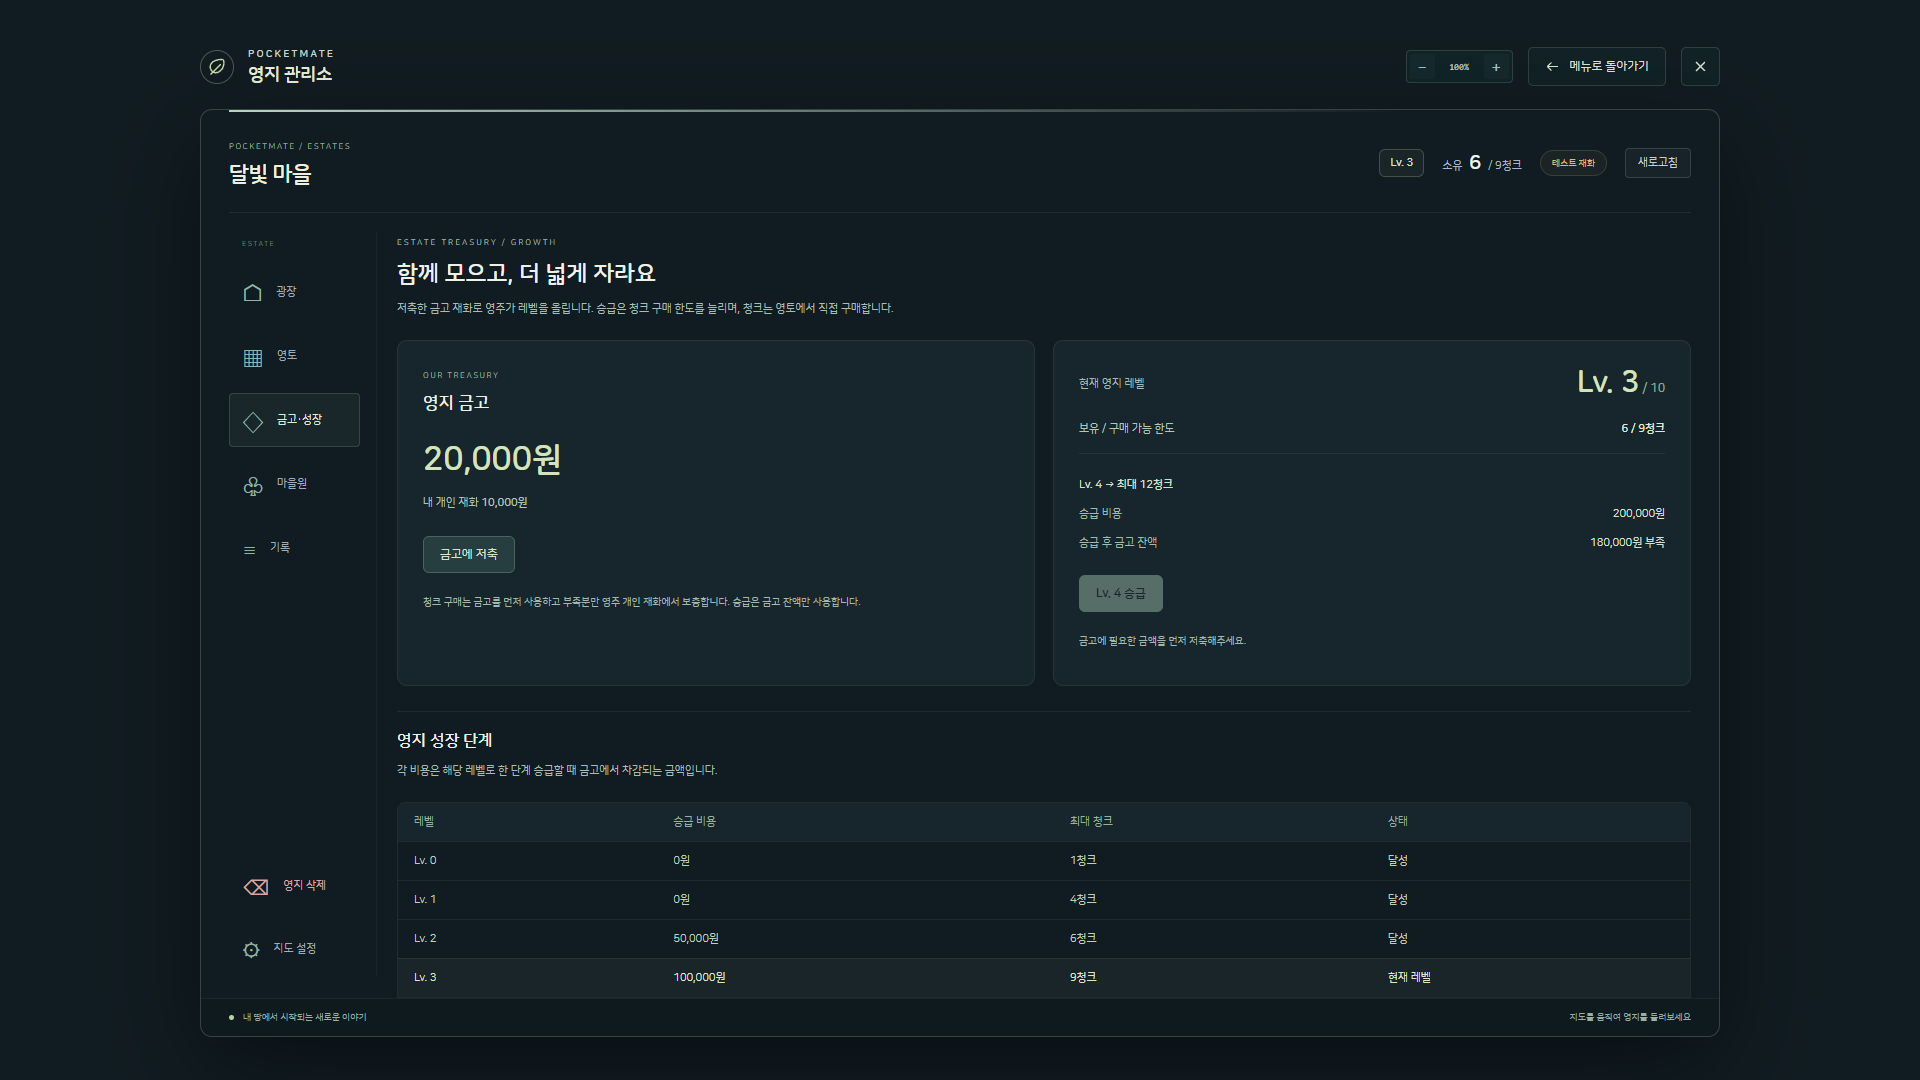 POCKETMATE
영지 관리소
− 100% +
← 메뉴로 돌아가기
×
POCKETMATE / ESTATES
달빛 마을
Lv. 3
소유 6 / 9청크
테스트 재화
새로고침
ESTATE
광장
영토
금고·성장
마을원
기록
영지 삭제
지도 설정
ESTATE TREASURY / GROWTH
함께 모으고, 더 넓게 자라요
저축한 금고 재화로 영주가 레벨을 올립니다. 승급은 청크 구매 한도를 늘리며, 청크는 영토에서 직접 구매합니다.
OUR TREASURY
영지 금고
20,000원
내 개인 재화 10,000원
금고에 저축
청크 구매는 금고를 먼저 사용하고 부족분만 영주 개인 재화에서 보충합니다. 승급은 금고 잔액만 사용합니다.
현재 영지 레벨 Lv. 3 / 10
보유 / 구매 가능 한도 6 / 9청크
Lv. 4 → 최대 12청크
승급 비용 200,000원
승급 후 금고 잔액 180,000원 부족
Lv. 4 승급
금고에 필요한 금액을 먼저 저축해주세요.
영지 성장 단계
각 비용은 해당 레벨로 한 단계 승급할 때 금고에서 차감되는 금액입니다.
레벨 승급 비용 최대 청크 상태
Lv. 0 0원 1청크 달성
Lv. 1 0원 4청크 달성
Lv. 2 50,000원 6청크 달성
Lv. 3 100,000원 9청크 현재 레벨
내 땅에서 시작되는 새로운 이야기
지도를 움직여 영지를 둘러보세요